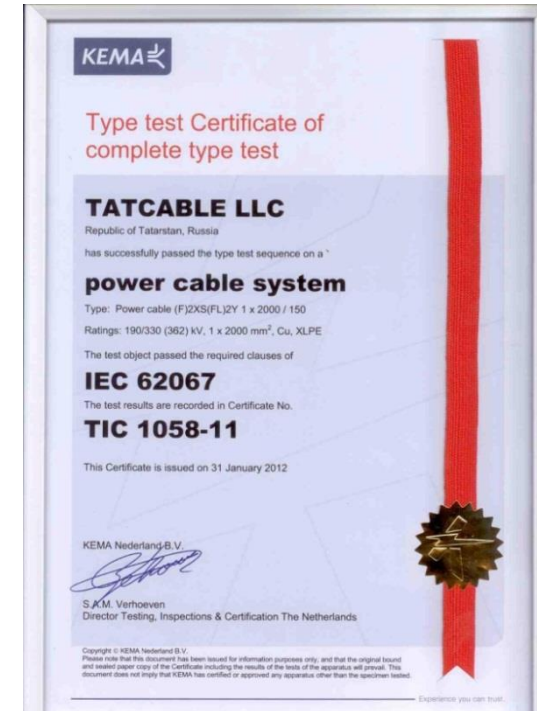 KEMA
Type test Certificate of
complete type test
TATCABLE LLC
Republic of Tatarstan, Russia
has successfully passed the type test sequence on a
power cable system
Type: Power cable (F)2XS(FL)2Y 1 x 2000 / 150
Ratings: 190/330 (362) kV, 1 x 2000 mm², Cu, XLPE
The test object passed the required clauses of
IEC 62067
The test results are recorded in Certificate No.
TIC 1058-11
This Certificate is issued on 31 January 2012
KEMA Nederland B.V.
S.A.M. Verhoeven
Director Testing, Inspections & Certification The Netherlands
Copyright © KEMA Nederland B.V.
Please note that this document has been issued for information purposes only, and that the original bound
and sealed paper copy of the Certificate including the results of the tests of the apparatus will prevail. This
document does not imply that KEMA has certified or approved any apparatus other than the specimen tested.
Experience you can trust.